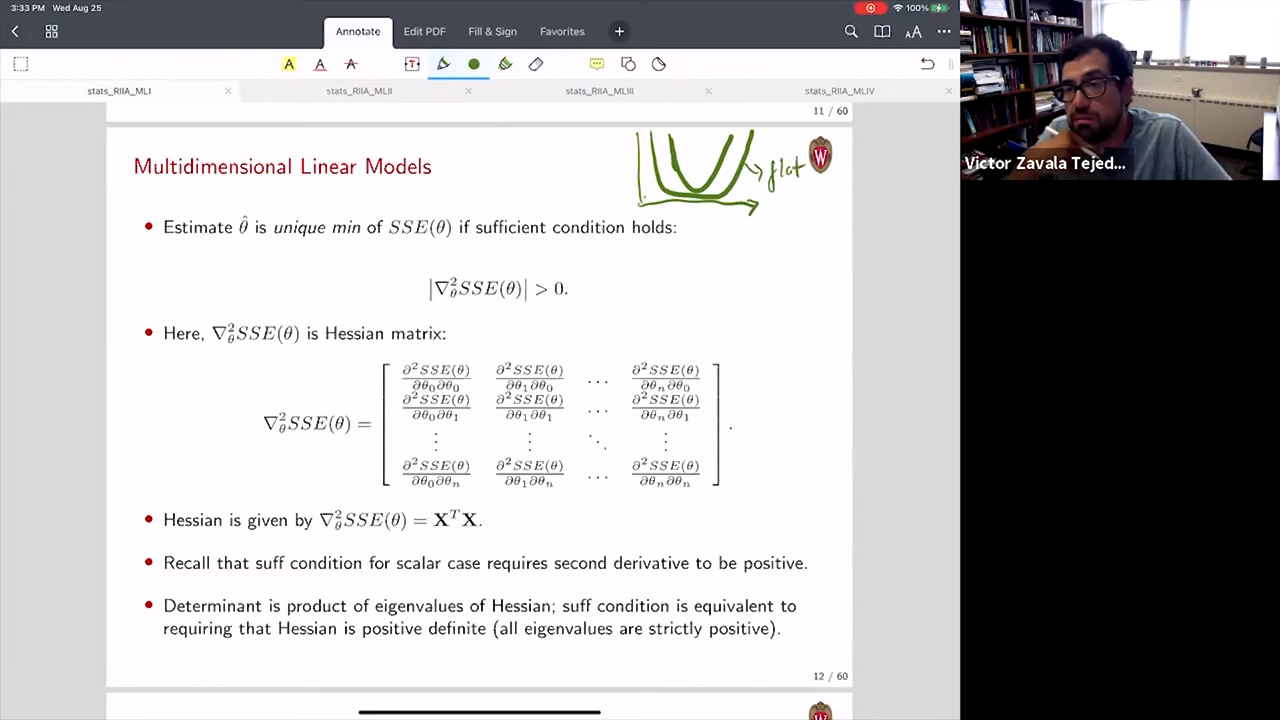 3:33 PM Wed Aug 25
100%
Annotate Edit PDF Fill & Sign Favorites
stats_RIIA_MLI × stats_RIIA_MLII × stats_RIIA_MLIII × stats_RIIA_MLIV ×
11 / 60
Multidimensional Linear Models
flat
W
• Estimate θ̂ is unique min of SSE(θ) if sufficient condition holds:
|∇²_θ SSE(θ)| > 0.
• Here, ∇²_θ SSE(θ) is Hessian matrix:
∂²SSE(θ)/∂θ₀∂θ₀ ∂²SSE(θ)/∂θ₁∂θ₀ ⋯ ∂²SSE(θ)/∂θₙ∂θ₀
∂²SSE(θ)/∂θ₀∂θ₁ ∂²SSE(θ)/∂θ₁∂θ₁ … ∂²SSE(θ)/∂θₙ∂θ₁
∇²_θ SSE(θ) = ⋮ ⋮ ⋱ ⋮ .
∂²SSE(θ)/∂θ₀∂θₙ ∂²SSE(θ)/∂θ₁∂θₙ … ∂²SSE(θ)/∂θₙ∂θₙ
• Hessian is given by ∇²_θ SSE(θ) = XᵀX.
• Recall that suff condition for scalar case requires second derivative to be positive.
• Determinant is product of eigenvalues of Hessian; suff condition is equivalent to
requiring that Hessian is positive definite (all eigenvalues are strictly positive).
12 / 60
Victor Zavala Tejed...